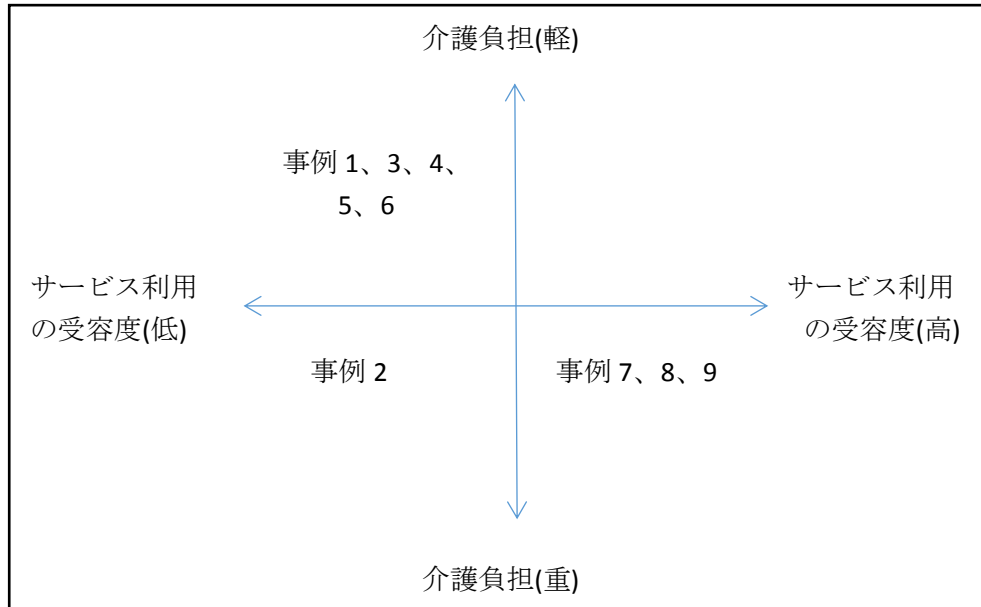 介護負担(軽)
事例 1、3、4、
5、6
サービス利用
の受容度(低)
サービス利用
の受容度(高)
事例 2
事例 7、8、9
介護負担(重)